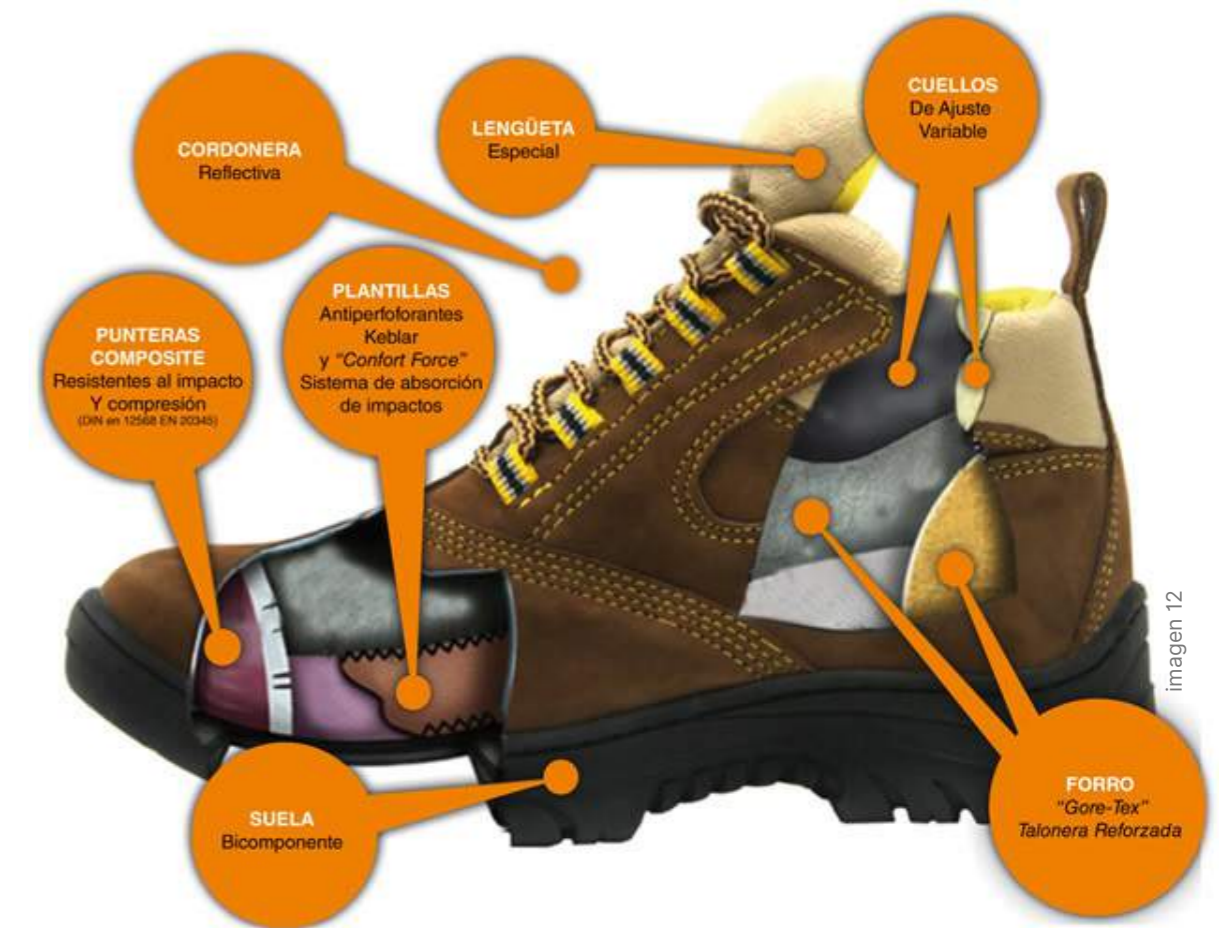 CUELLOS
De Ajuste
Variable
LENGÜETA
Especial
CORDONERA
Reflectiva
PLANTILLAS
Antiperfoforantes
Keblar
y "Confort Force"
Sistema de absorción
de impactos
PUNTERAS
COMPOSITE
Resistentes al impacto
Y compresión
(DIN en 12568 EN 20345)
imagen 12
FORRO
"Gore-Tex"
Talonera Reforzada
SUELA
Bicomponente